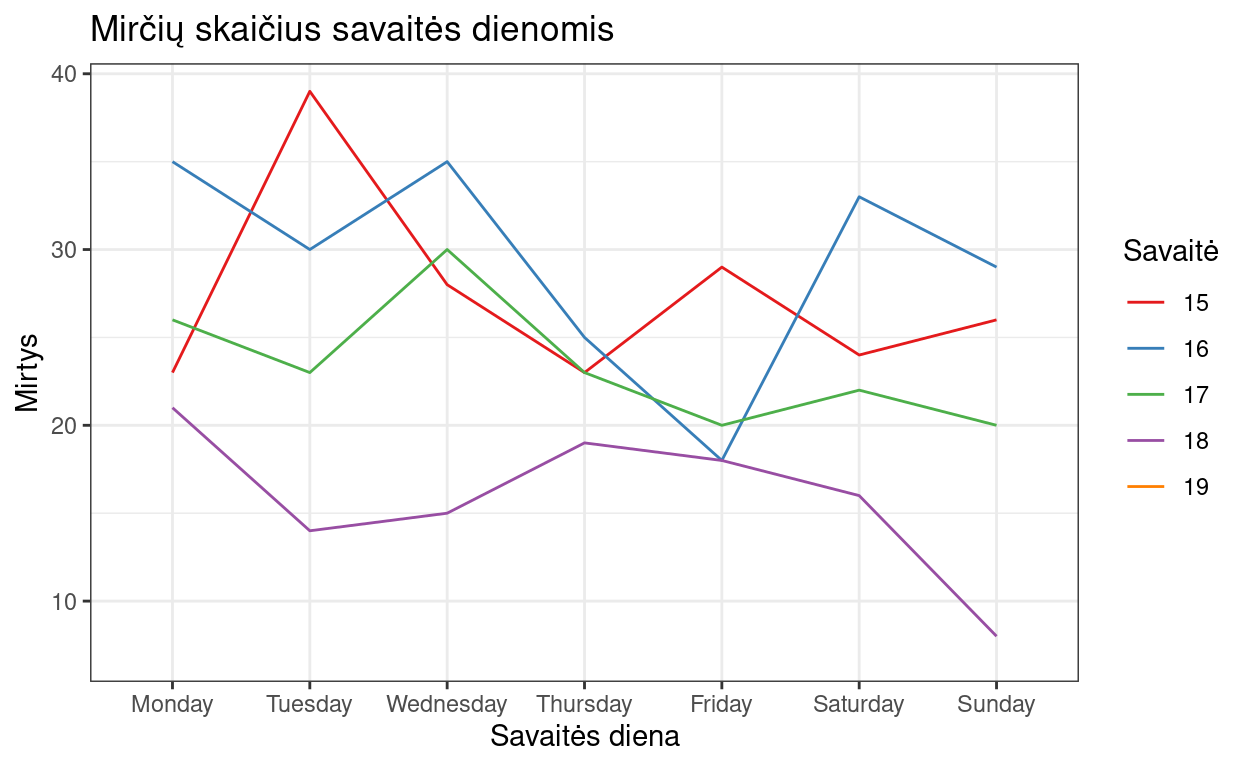 Mirčių skaičius savaitės dienomis
40
30
20
10
Mirtys
Monday Tuesday Wednesday Thursday Friday Saturday Sunday
Savaitės diena
Savaitė
15
16
17
18
19